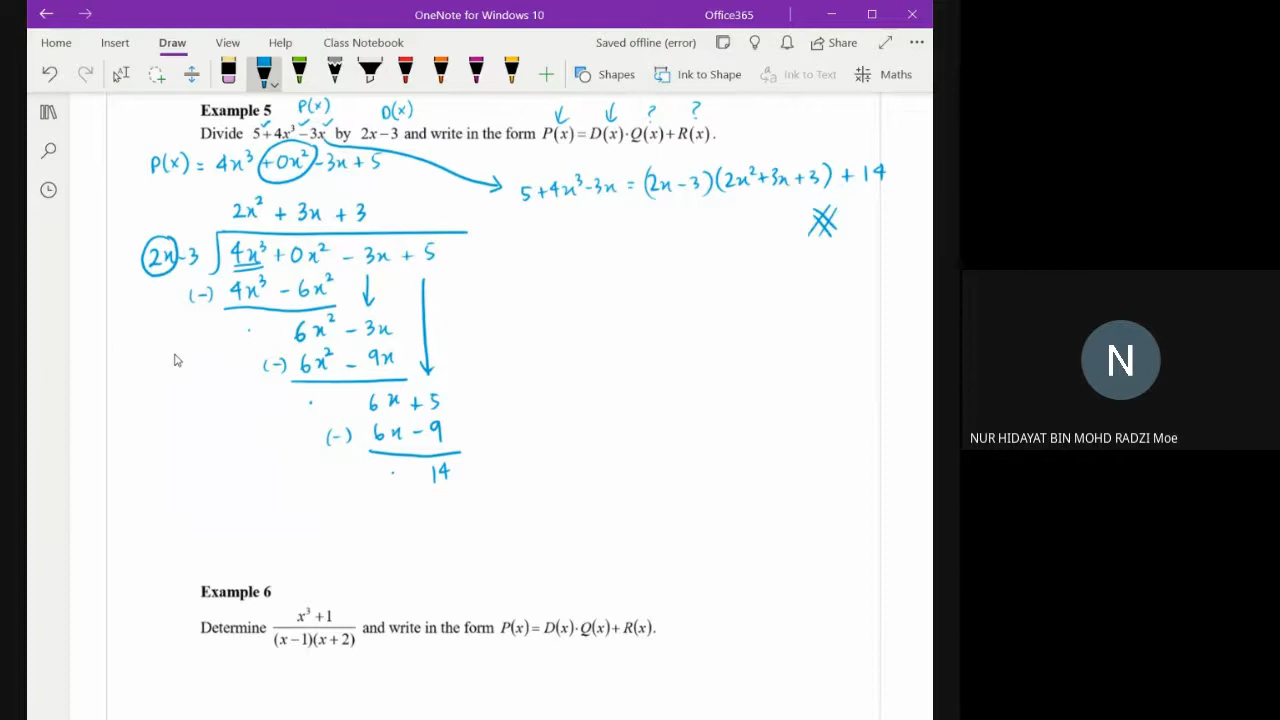 OneNote for Windows 10
Office365
Home Insert Draw View Help Class Notebook
Saved offline (error)
Share
Shapes
Ink to Shape
Ink to Text
Maths
Example 5 P(x) D(x) ↓ ↓ ? ?
Divide 5+4x³−3x by 2x−3 and write in the form P(x)=D(x)·Q(x)+R(x).
P(x) = 4x³ +0x² -3x + 5
5+4x³-3x = (2x-3)(2x²+3x+3) + 14
2x² + 3x + 3
2x-3 4x³ +0x² - 3x + 5
(-) 4x³ - 6x²
6x² - 3x
(-) 6x² - 9x
6x + 5
(-) 6x - 9
14
Example 6
Determine (x³+1)/((x−1)(x+2)) and write in the form P(x)=D(x)·Q(x)+R(x).
N
NUR HIDAYAT BIN MOHD RADZI Moe